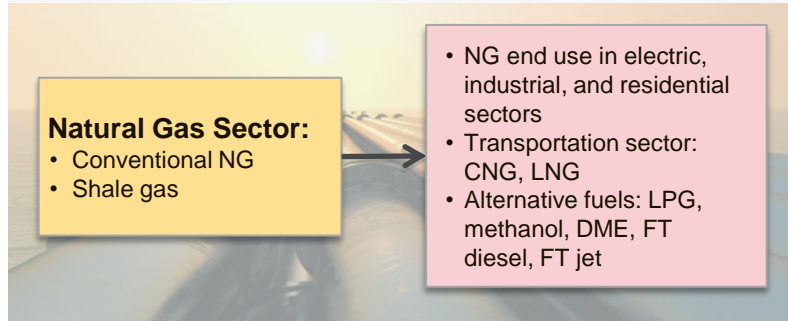 Natural Gas Sector:
• Conventional NG
• Shale gas
• NG end use in electric,
industrial, and residential
sectors
• Transportation sector:
CNG, LNG
• Alternative fuels: LPG,
methanol, DME, FT
diesel, FT jet